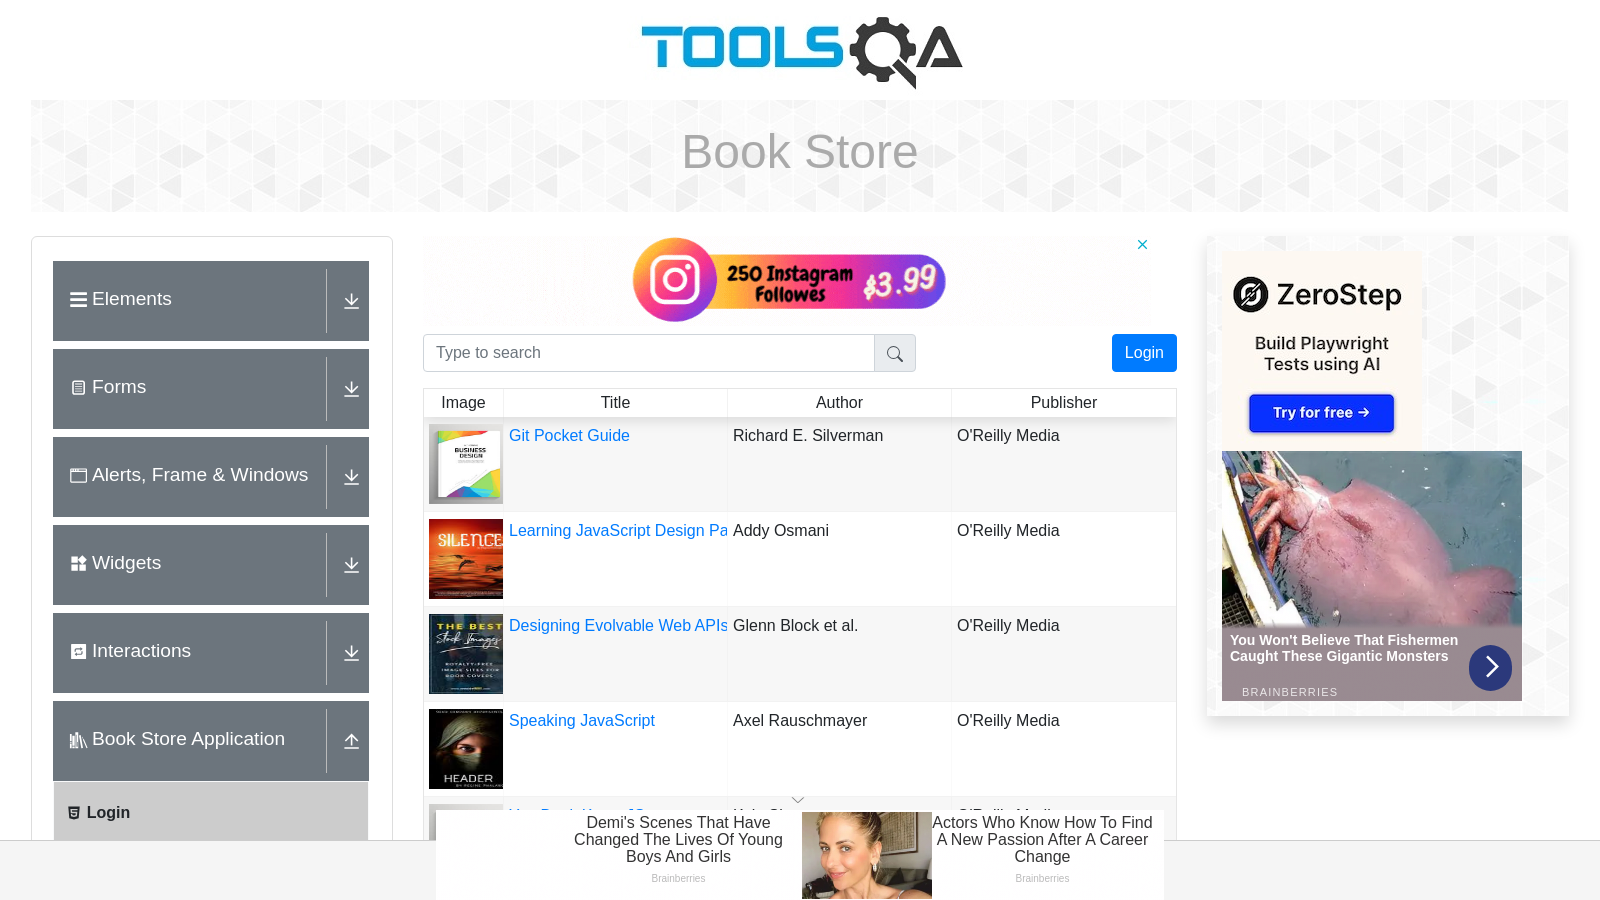 TOOLSQA
Book Store
Elements
Forms
Alerts, Frame & Windows
Widgets
Interactions
Book Store Application
Login
250 Instagram
Followes
$3.99
Type to search
Login
Image Title Author Publisher
BUSINESS
DESIGN
Git Pocket Guide Richard E. Silverman O'Reilly Media
SILENCE
Learning JavaScript Design Pa Addy Osmani O'Reilly Media
THE BEST
Stock Images
ROYALTY-FREE
IMAGE SITES FOR
BOOK COVERS
Designing Evolvable Web APIs Glenn Block et al. O'Reilly Media
HEADER
Speaking JavaScript Axel Rauschmayer O'Reilly Media
ZeroStep
Build Playwright
Tests using AI
Try for free →
You Won't Believe That Fishermen
Caught These Gigantic Monsters
BRAINBERRIES
Demi's Scenes That Have
Changed The Lives Of Young
Boys And Girls
Brainberries
Actors Who Know How To Find
A New Passion After A Career
Change
Brainberries